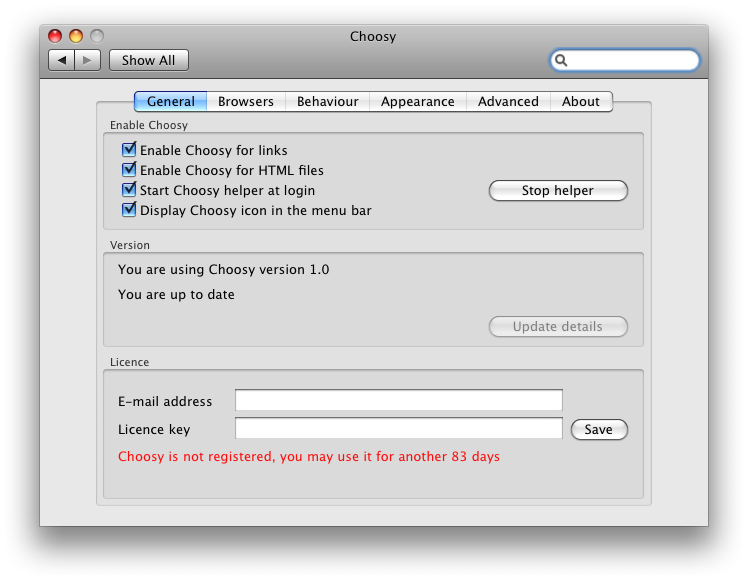 Choosy
Show All
General Browsers Behaviour Appearance Advanced About
Enable Choosy
Enable Choosy for links
Enable Choosy for HTML files
Start Choosy helper at login
Stop helper
Display Choosy icon in the menu bar
Version
You are using Choosy version 1.0
You are up to date
Update details
Licence
E-mail address
Licence key
Save
Choosy is not registered, you may use it for another 83 days